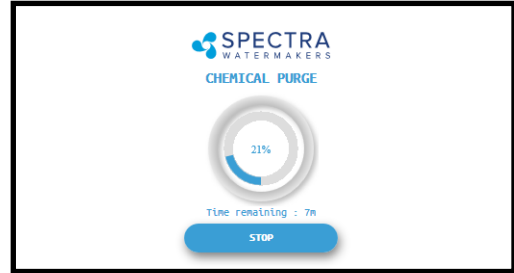 SPECTRA
WATERMAKERS
CHEMICAL PURGE
21%
Time remaining : 7m
STOP